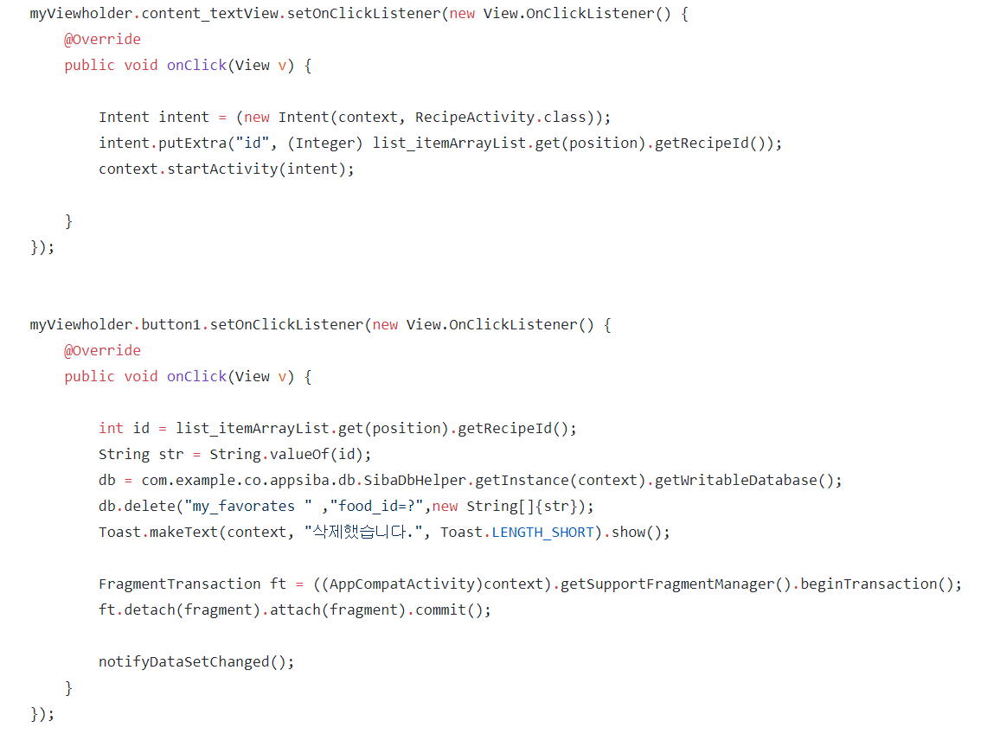 myViewholder.content_textView.setOnClickListener(new View.OnClickListener() {
    @Override
    public void onClick(View v) {
        Intent intent = (new Intent(context, RecipeActivity.class));
        intent.putExtra("id", (Integer) list_itemArrayList.get(position).getRecipeId());
        context.startActivity(intent);
    }
});
myViewholder.button1.setOnClickListener(new View.OnClickListener() {
    @Override
    public void onClick(View v) {
        int id = list_itemArrayList.get(position).getRecipeId();
        String str = String.valueOf(id);
        db = com.example.co.appsiba.db.SibaDbHelper.getInstance(context).getWritableDatabase();
        db.delete("my_favorates " ,"food_id=?",new String[]{str});
        Toast.makeText(context, "삭제했습니다.", Toast.LENGTH_SHORT).show();
        FragmentTransaction ft = ((AppCompatActivity)context).getSupportFragmentManager().beginTransaction();
        ft.detach(fragment).attach(fragment).commit();
        notifyDataSetChanged();
    }
});